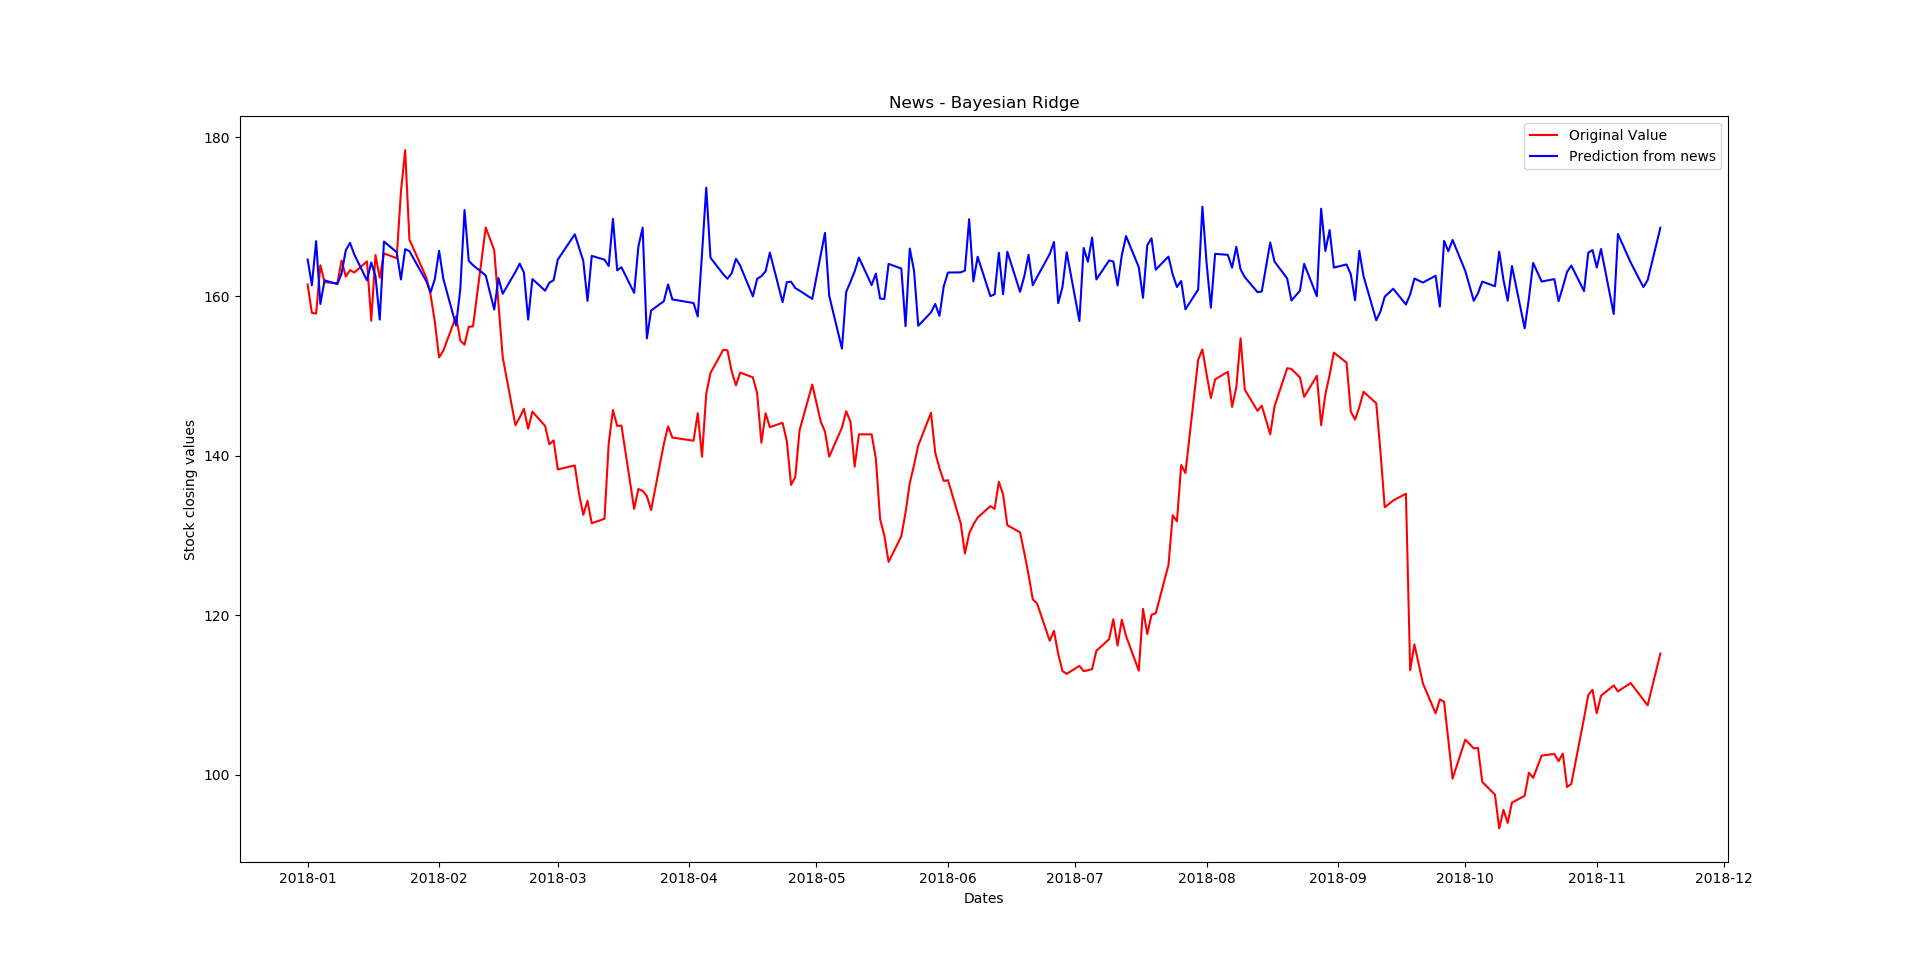 News - Bayesian Ridge
Original Value
Prediction from news
180
160
140
120
100
Stock closing values
2018-01 2018-02 2018-03 2018-04 2018-05 2018-06 2018-07 2018-08 2018-09 2018-10 2018-11 2018-12
Dates